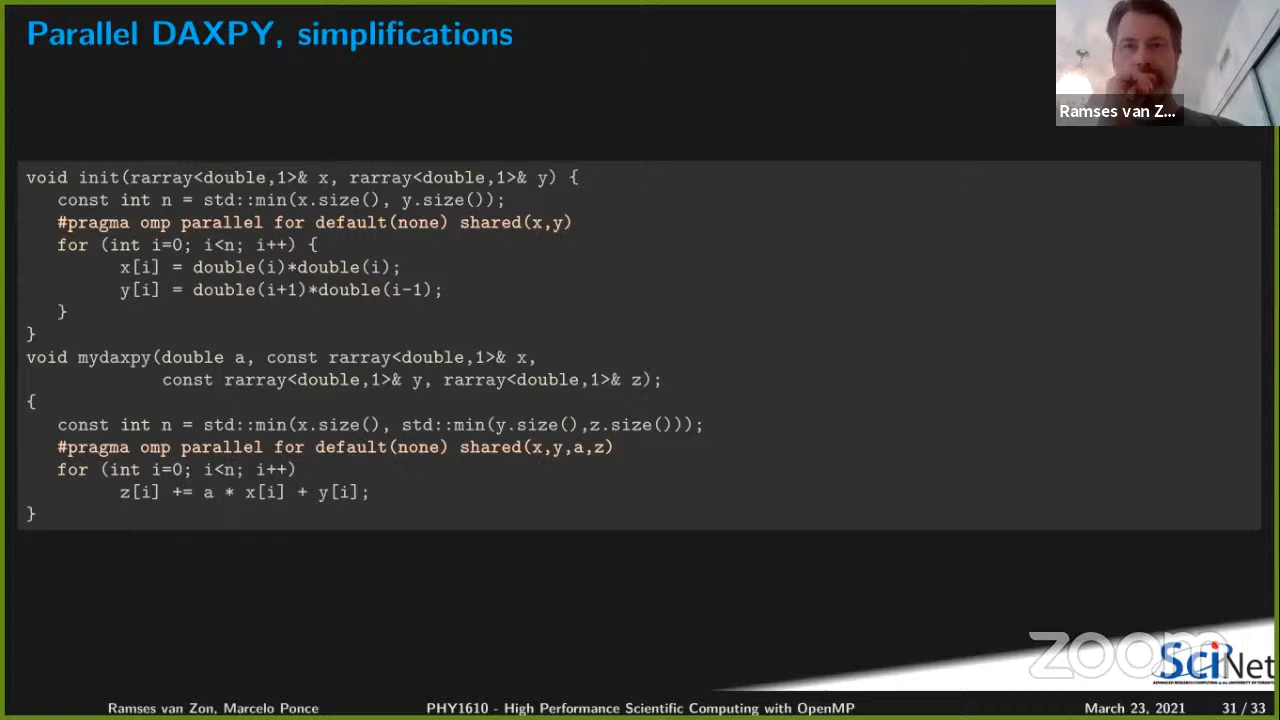 Parallel DAXPY, simplifications
Ramses van Z...
void init(rarray<double,1>& x, rarray<double,1>& y) {
const int n = std::min(x.size(), y.size());
#pragma omp parallel for default(none) shared(x,y)
for (int i=0; i<n; i++) {
x[i] = double(i)*double(i);
y[i] = double(i+1)*double(i-1);
}
}
void mydaxpy(double a, const rarray<double,1>& x,
const rarray<double,1>& y, rarray<double,1>& z);
{
const int n = std::min(x.size(), std::min(y.size(),z.size()));
#pragma omp parallel for default(none) shared(x,y,a,z)
for (int i=0; i<n; i++)
z[i] += a * x[i] + y[i];
}
zoom
SciNet
Ramses van Zon, Marcelo Ponce
PHY1610 - High Performance Scientific Computing with OpenMP
March 23, 2021
31 / 33